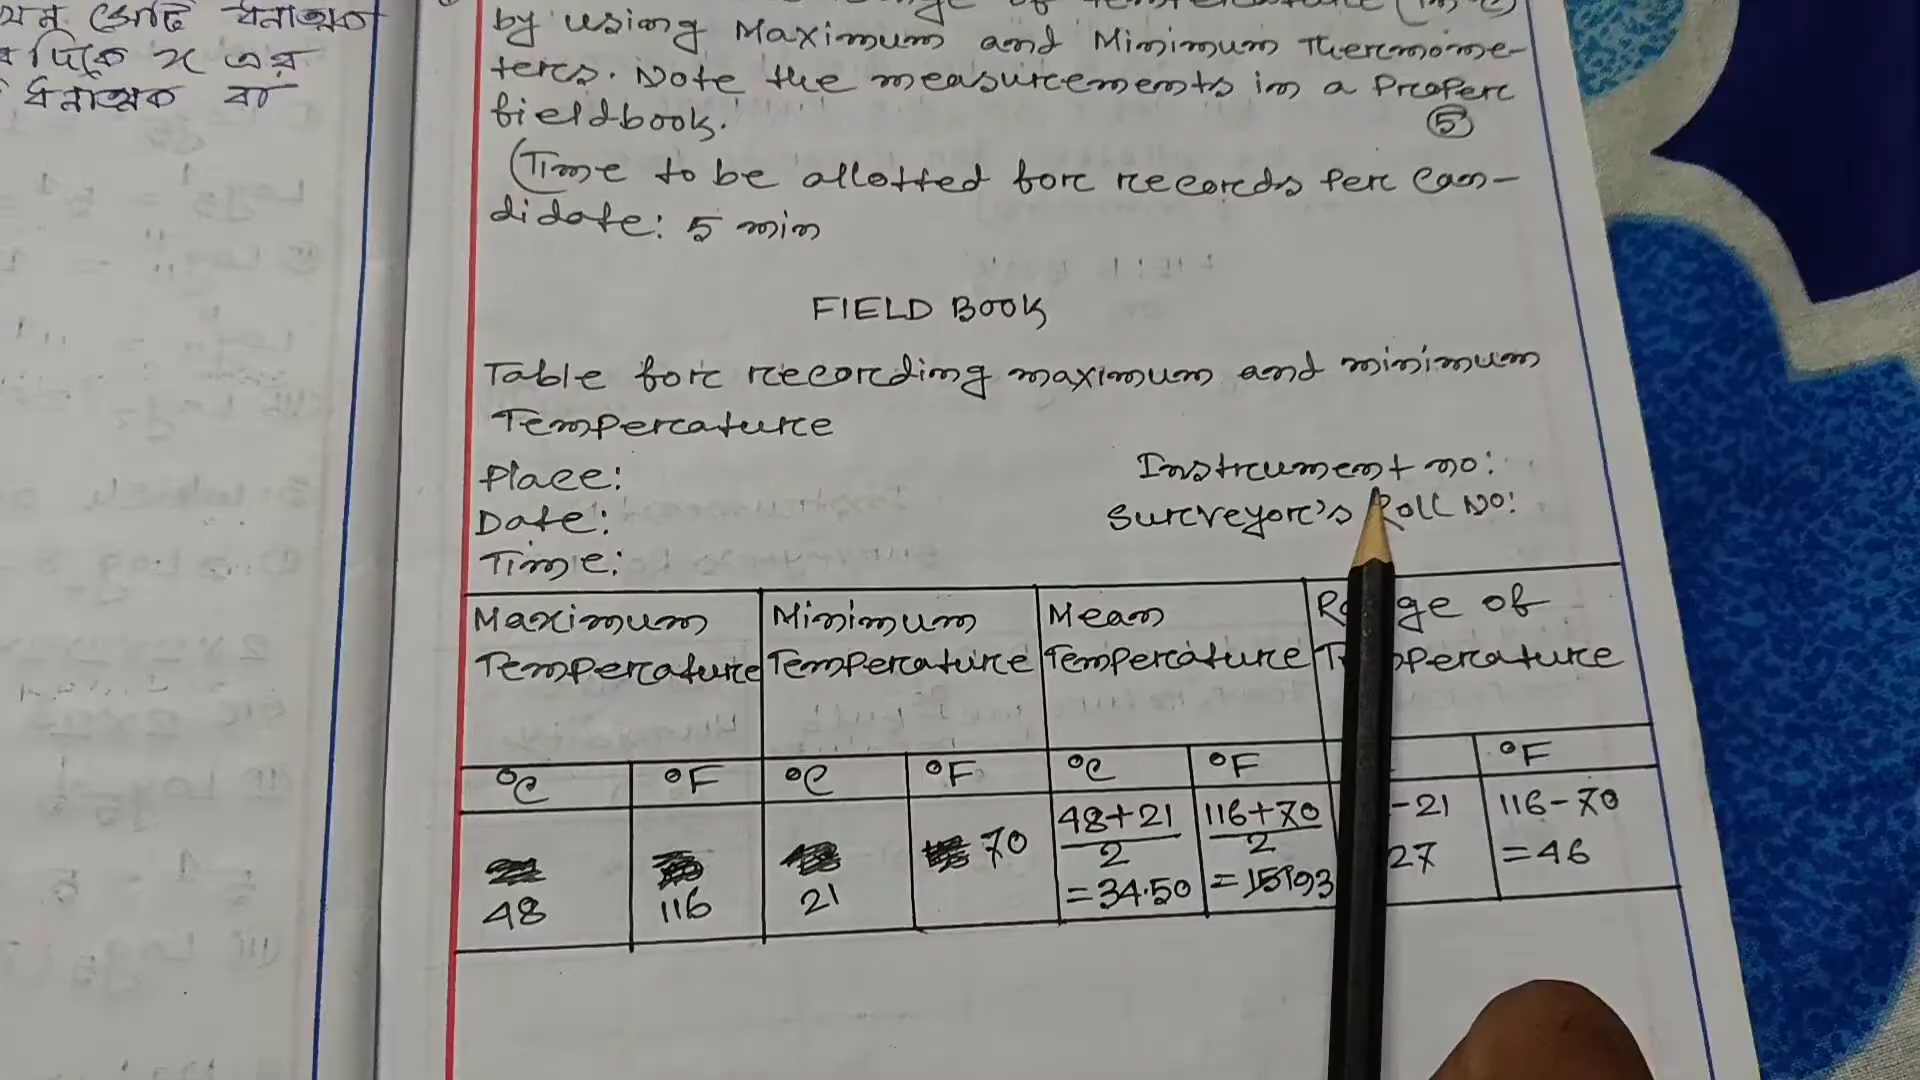 দিকে x এর
ধনাত্মক বা
by using Maximum and Minimum Thermome-
ters. Note the measurements in a Proper
fieldbook. 5
(Time to be allotted for records per can-
didate: 5 min
FIELD BOOK
Table for recording maximum and minimum
Temperature
Place: Instrument no:
Date: Surveyor's Roll No:
Time:
Maximum Minimum Mean of
Temperature Temperature Temperature
°C °F °C °F °C °F °F
48+21 116+70 -21 116-70
70 2 2 27 =46
48 116 21 =34.50 =